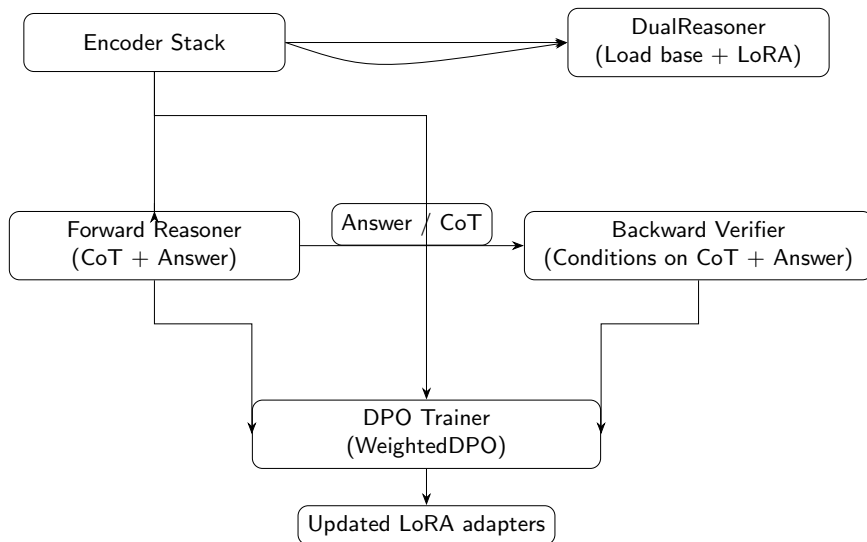 Encoder Stack
DualReasoner
(Load base + LoRA)
Forward Reasoner
(CoT + Answer)
Answer / CoT
Backward Verifier
(Conditions on CoT + Answer)
DPO Trainer
(WeightedDPO)
Updated LoRA adapters